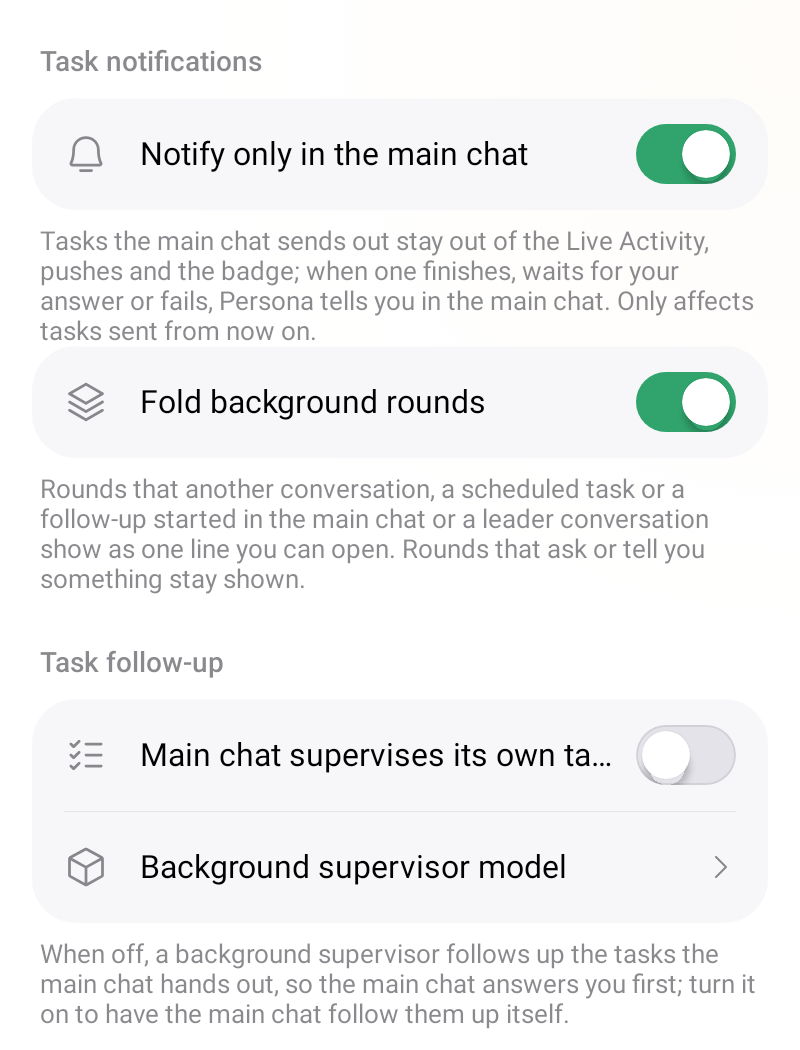 Task notifications
Notify only in the main chat
Tasks the main chat sends out stay out of the Live Activity,
pushes and the badge; when one finishes, waits for your
answer or fails, Persona tells you in the main chat. Only affects
tasks sent from now on.
Fold background rounds
Rounds that another conversation, a scheduled task or a
follow-up started in the main chat or a leader conversation
show as one line you can open. Rounds that ask or tell you
something stay shown.
Task follow-up
Main chat supervises its own ta...
Background supervisor model
When off, a background supervisor follows up the tasks the
main chat hands out, so the main chat answers you first; turn it
on to have the main chat follow them up itself.